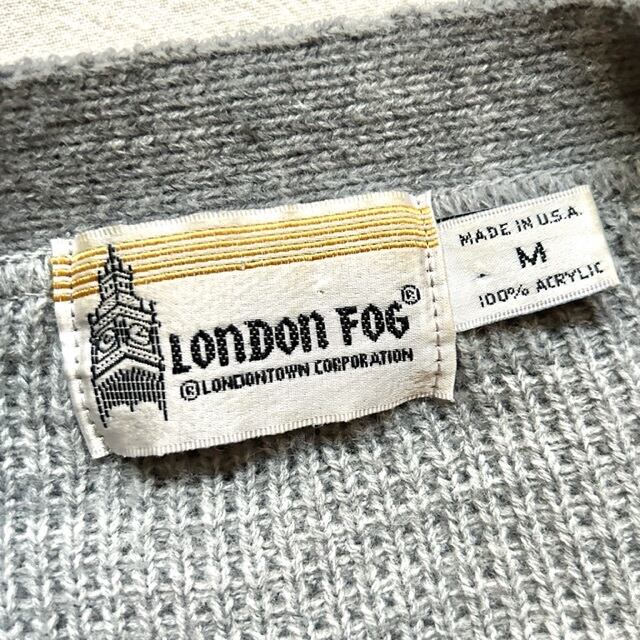 LONDON FOG®
®LONDONTOWN CORPORATION
MADE IN U.S.A.
M
100% ACRYLIC